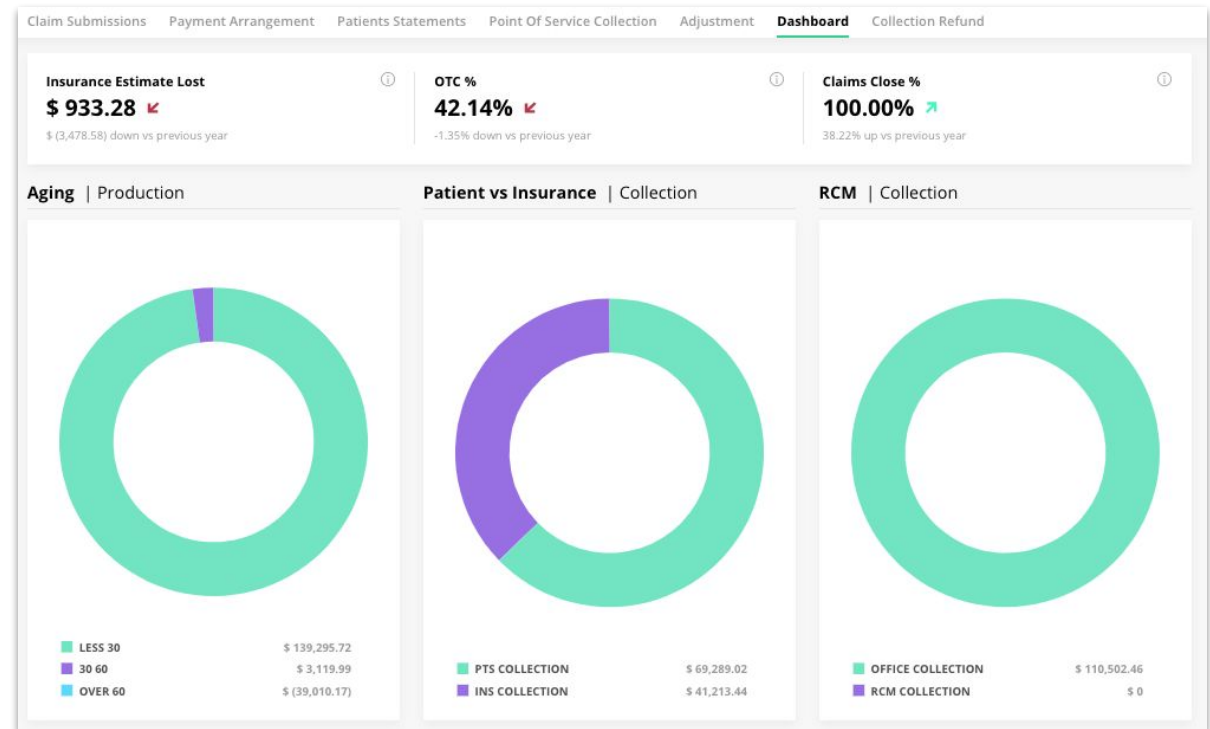 Claim Submissions Payment Arrangement Patients Statements Point Of Service Collection Adjustment Dashboard Collection Refund
Insurance Estimate Lost
$ 933.28
$ (3,478.58) down vs previous year
OTC %
42.14%
-1.35% down vs previous year
Claims Close %
100.00%
38.22% up vs previous year
Aging | Production
LESS 30 $ 139,295.72
30 60 $ 3,119.99
OVER 60 $ (39,010.17)
Patient vs Insurance | Collection
PTS COLLECTION $ 69,289.02
INS COLLECTION $ 41,213.44
RCM | Collection
OFFICE COLLECTION $ 110,502.46
RCM COLLECTION $ 0